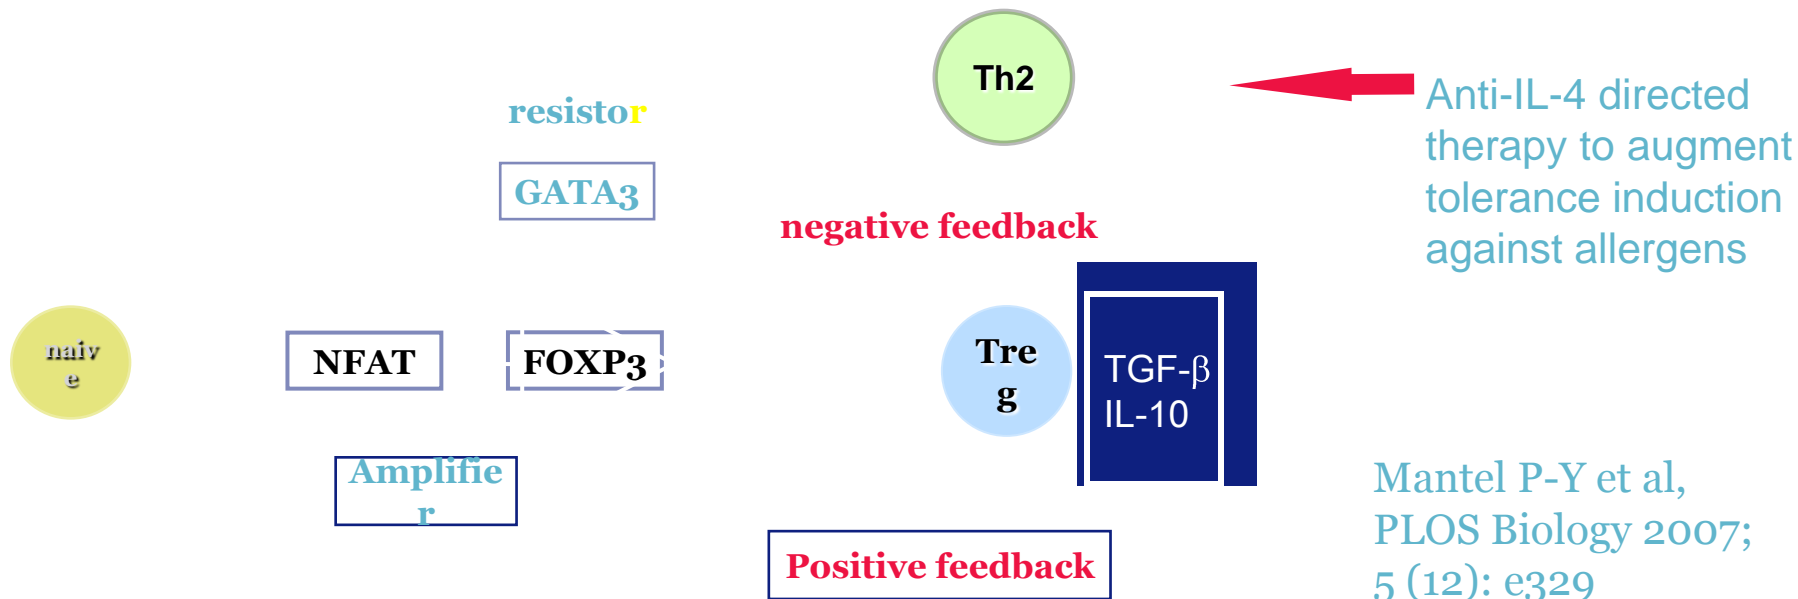 Th2
resistor
GATA3
negative feedback
Anti-IL-4 directed
therapy to augment
tolerance induction
against allergens
naiv
e
NFAT
FOXP3
Tre
g
TGF-β
IL-10
Amplifie
r
Positive feedback
Mantel P-Y et al,
PLOS Biology 2007;
5 (12): e329